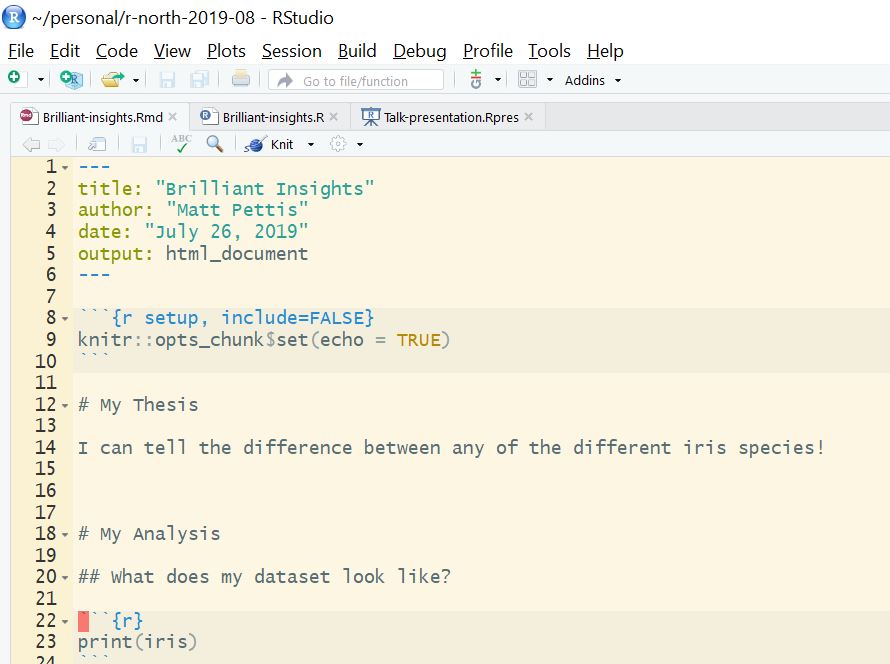 ~/personal/r-north-2019-08 - RStudio
File Edit Code View Plots Session Build Debug Profile Tools Help
Go to file/function Addins
Brilliant-insights.Rmd Brilliant-insights.R Talk-presentation.Rpres
ABC Knit
1 ---
2 title: "Brilliant Insights"
3 author: "Matt Pettis"
4 date: "July 26, 2019"
5 output: html_document
6 ---
7
8 ```{r setup, include=FALSE}
9 knitr::opts_chunk$set(echo = TRUE)
10 ```
11
12 # My Thesis
13
14 I can tell the difference between any of the different iris species!
15
16
17
18 # My Analysis
19
20 ## What does my dataset look like?
21
22 ```{r}
23 print(iris)
24 ```